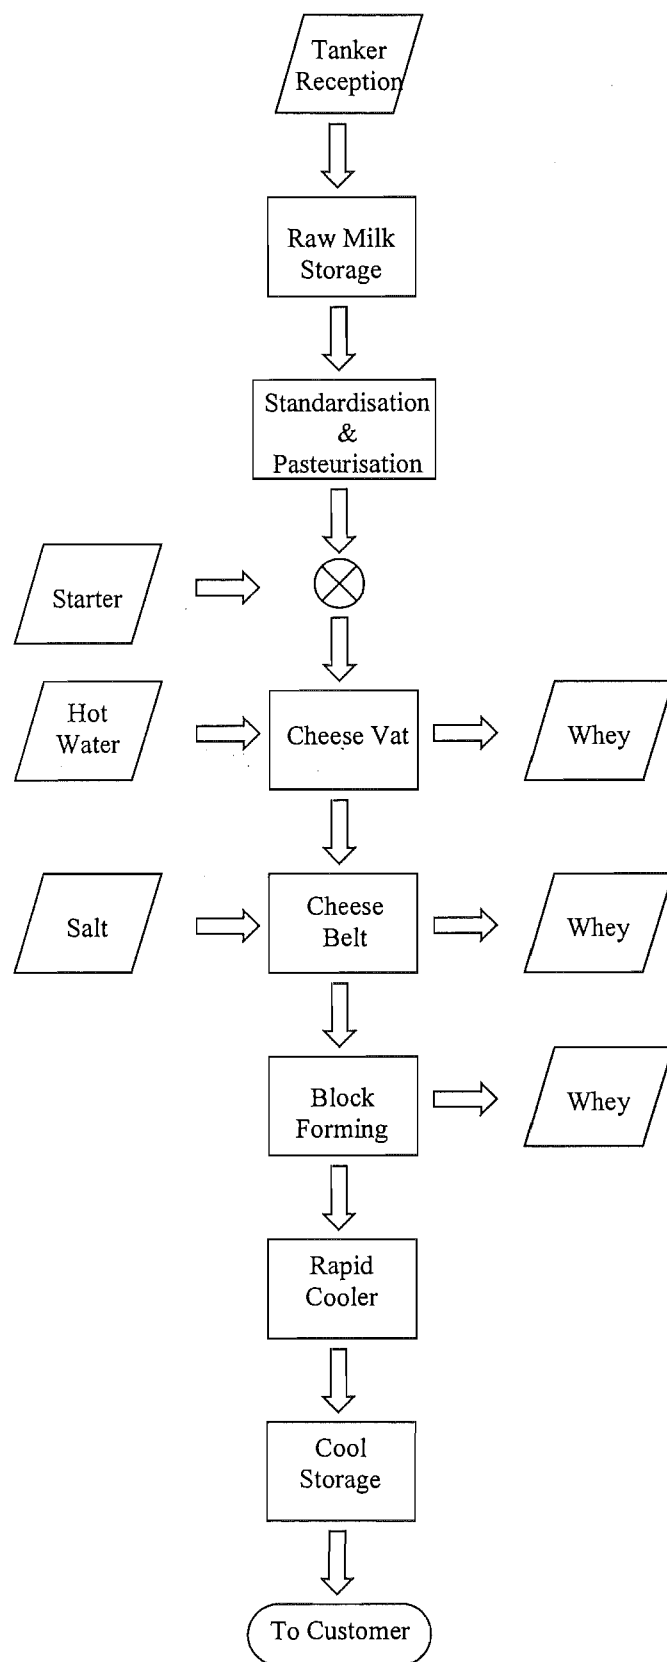 Tanker
Reception
Raw Milk
Storage
Standardisation
&
Pasteurisation
Starter
Hot
Water
Cheese Vat
Whey
Salt
Cheese
Belt
Whey
Block
Forming
Whey
Rapid
Cooler
Cool
Storage
To Customer